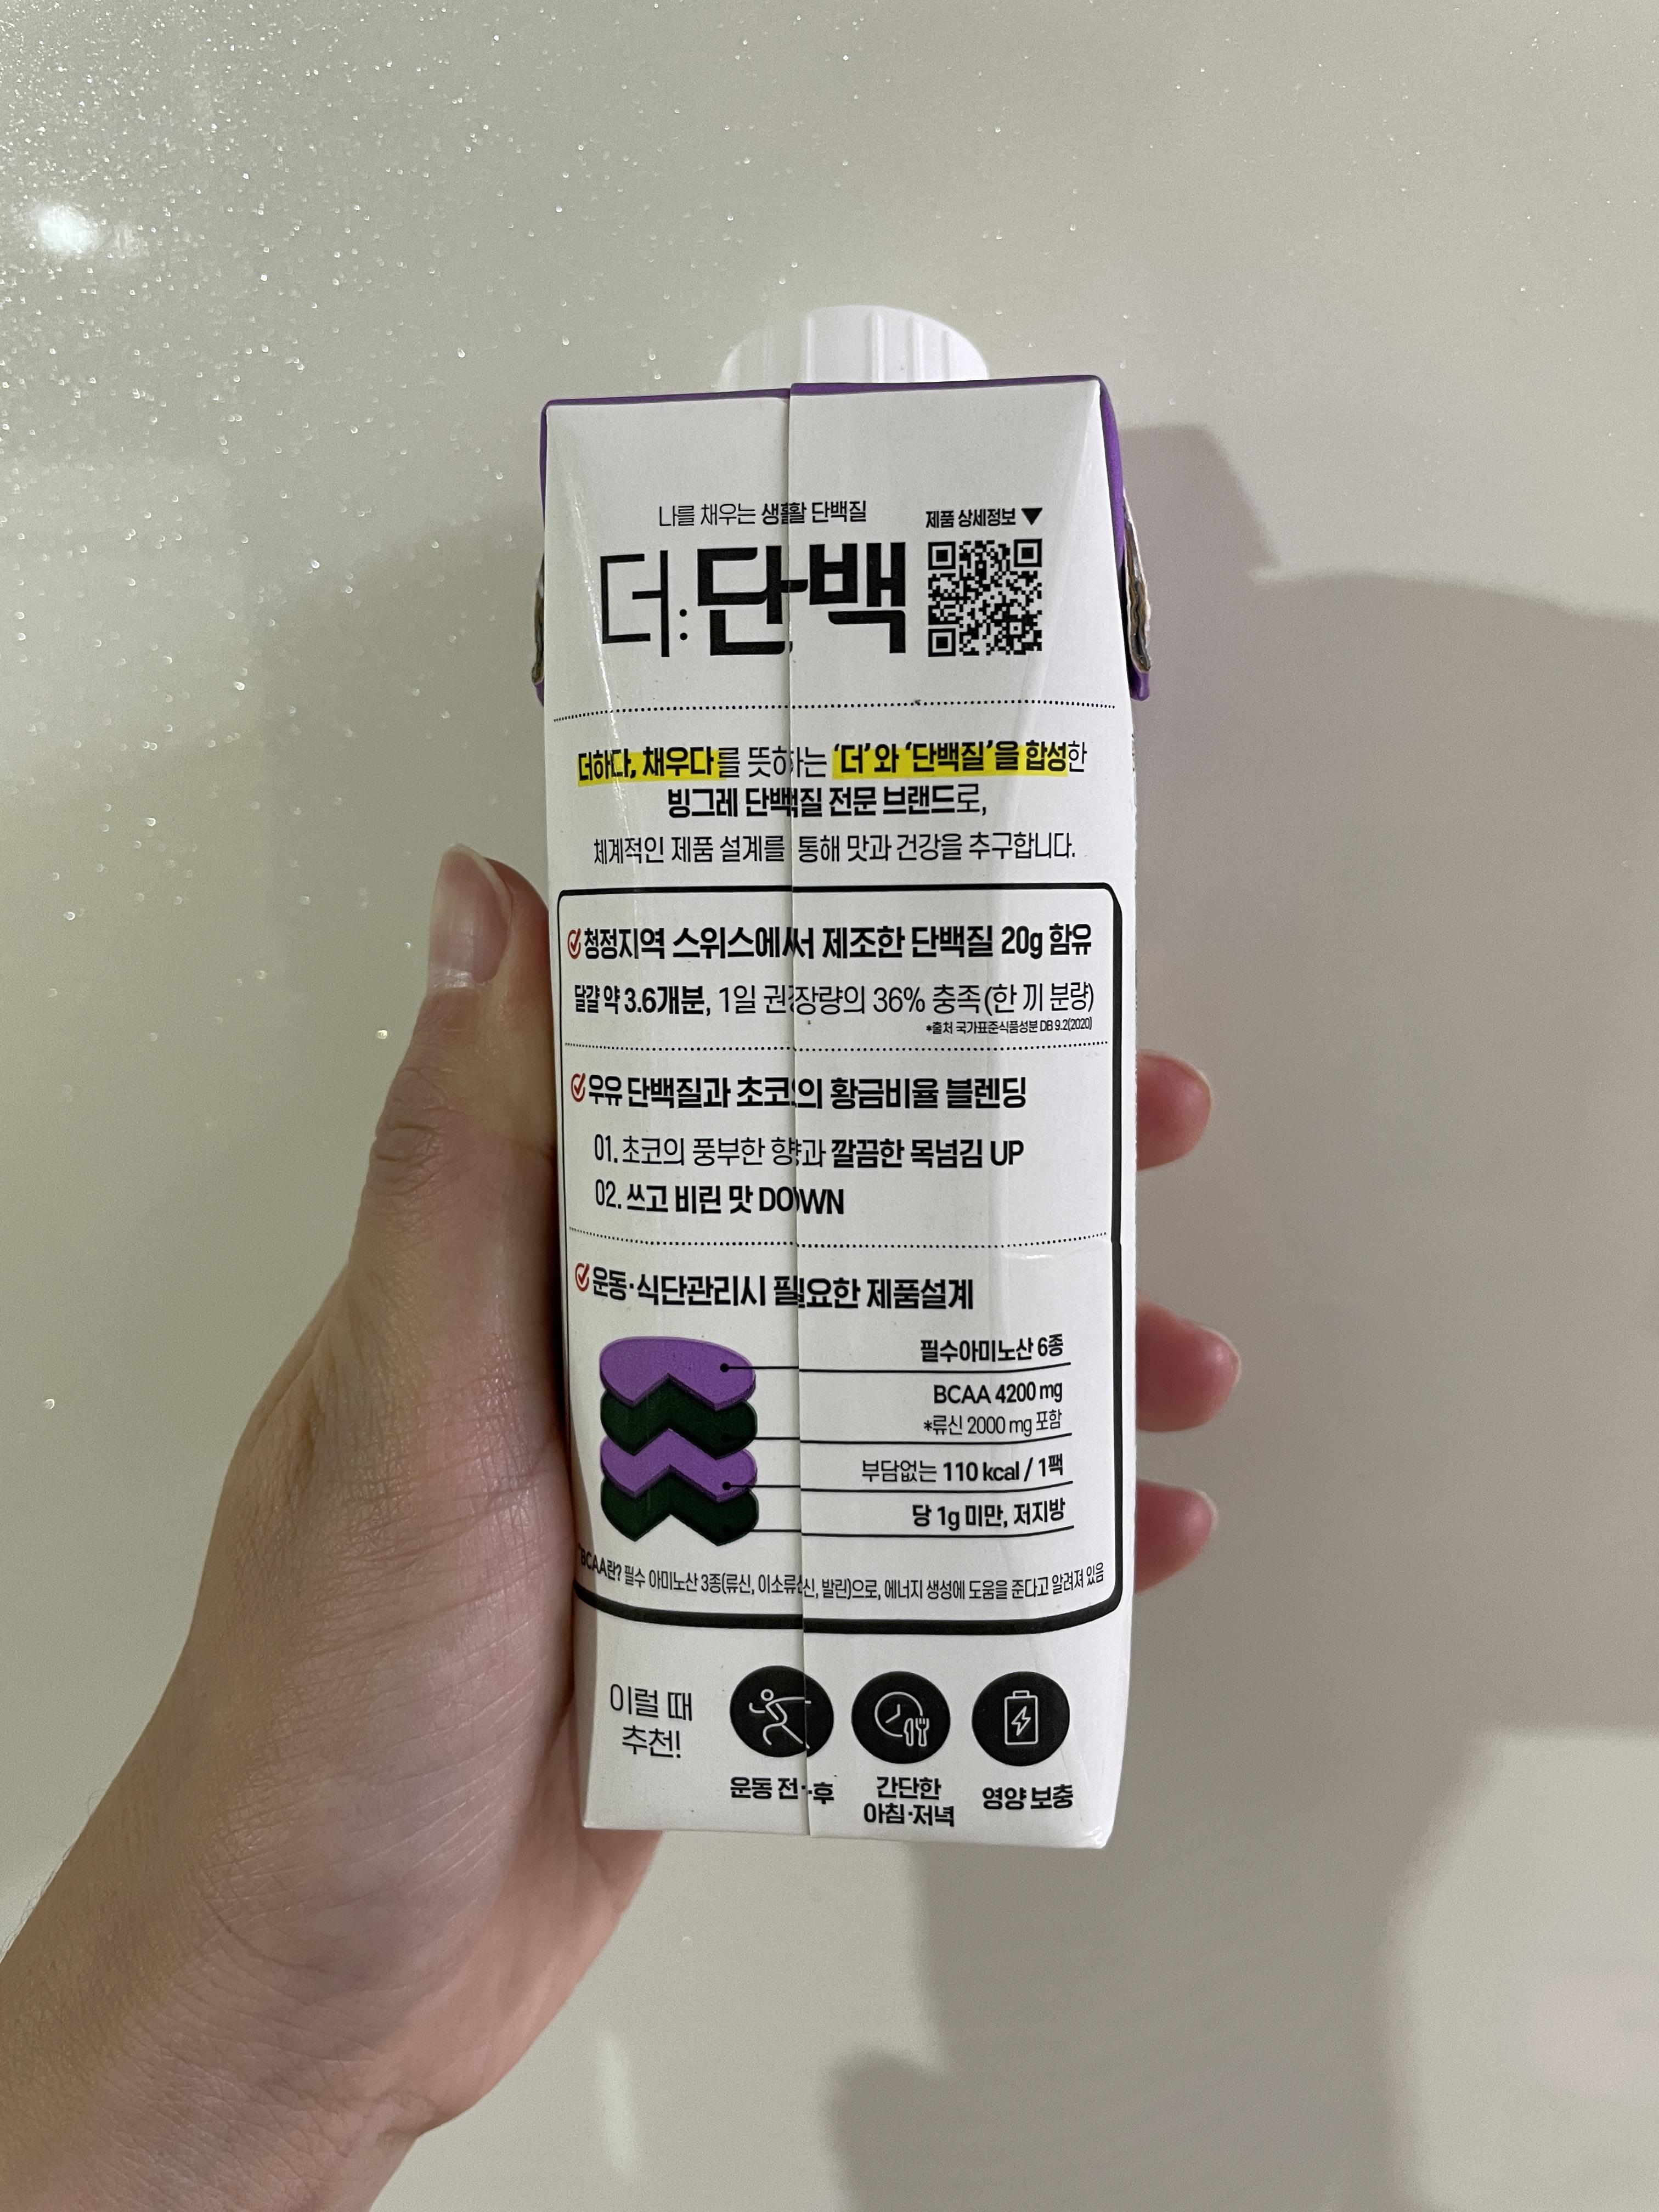 나를 채우는 생활 단백질
제품 상세정보 ▼
더:단백
더하다, 채우다를 뜻하는 ‘더’와 ‘단백질’을 합성한
빙그레 단백질 전문 브랜드로,
체계적인 제품 설계를 통해 맛과 건강을 추구합니다.
청정지역 스위스에서 제조한 단백질 20g 함유
달걀 약 3.6개분, 1일 권장량의 36% 충족(한 끼 분량)
*출처 국가표준식품성분 DB 9.2(2020)
우유 단백질과 초코의 황금비율 블렌딩
01. 초코의 풍부한 향과 깔끔한 목넘김 UP
02. 쓰고 비린 맛 DOWN
운동·식단관리시 필요한 제품설계
필수아미노산 6종
BCAA 4200 mg
*류신 2000 mg 포함
부담없는 110 kcal / 1팩
당 1g 미만, 저지방
*BCAA란? 필수 아미노산 3종(류신, 이소류신, 발린)으로, 에너지 생성에 도움을 준다고 알려져 있음
이럴 때
추천!
운동 전·후
간단한
아침·저녁
영양 보충